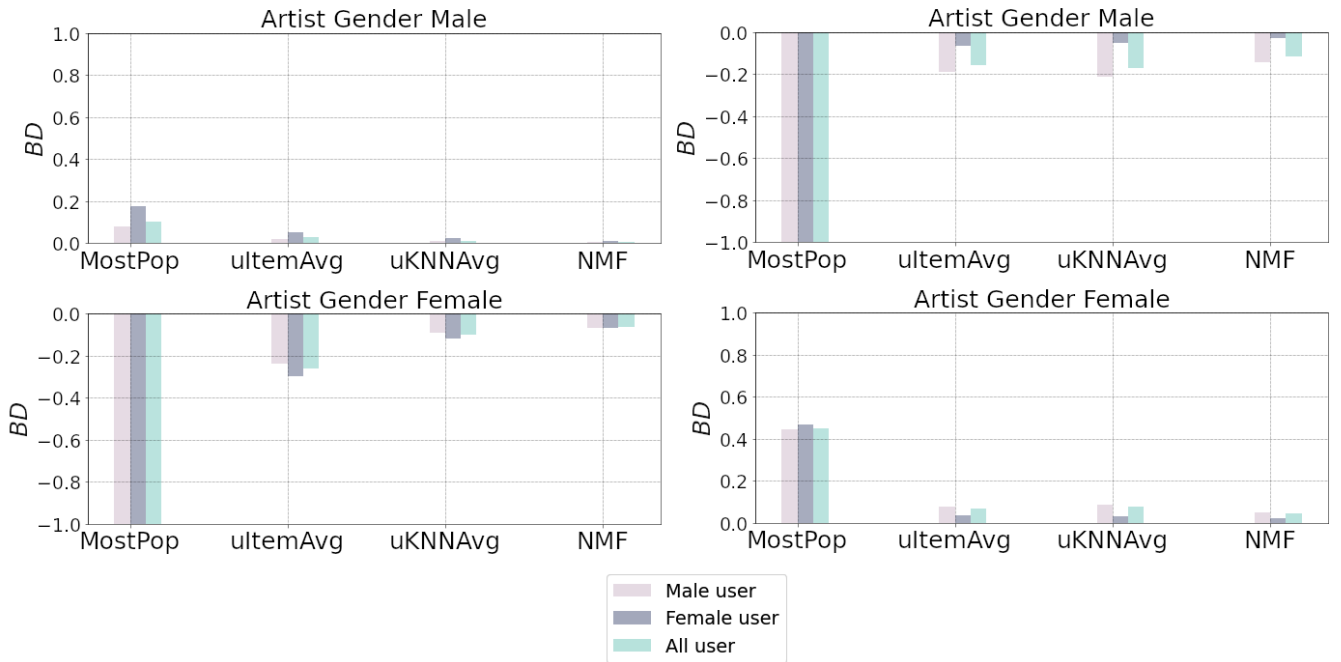 Artist Gender Male
1.0
0.8
0.6
0.4
0.2
0.0
BD
MostPop uItemAvg uKNNAvg NMF
Artist Gender Male
0.0
−0.2
−0.4
−0.6
−0.8
−1.0
BD
MostPop uItemAvg uKNNAvg NMF
Artist Gender Female
0.0
−0.2
−0.4
−0.6
−0.8
−1.0
BD
MostPop uItemAvg uKNNAvg NMF
Artist Gender Female
1.0
0.8
0.6
0.4
0.2
0.0
BD
MostPop uItemAvg uKNNAvg NMF
Male user
Female user
All user